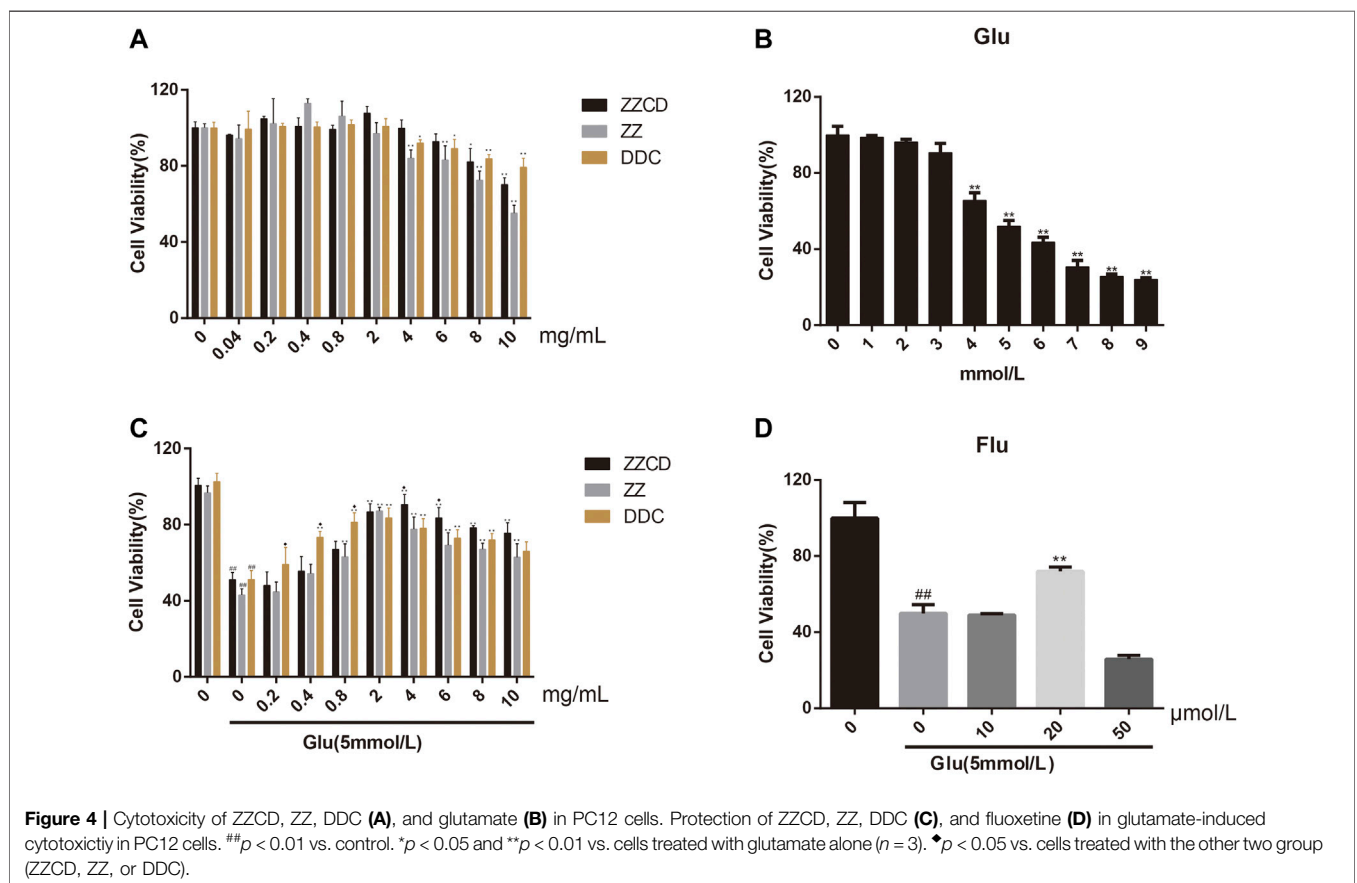 A
Cell Viability(%)
120
80
40
0
0 0.04 0.2 0.4 0.8 2 4 6 8 10 mg/mL
ZZCD
ZZ
DDC
B
Glu
Cell Viability(%)
120
80
40
0
** ** ** ** ** **
0 1 2 3 4 5 6 7 8 9
mmol/L
C
Cell Viability(%)
120
80
40
0
## ## ##
0 0 0.2 0.4 0.8 2 4 6 8 10 mg/mL
Glu(5mmol/L)
ZZCD
ZZ
DDC
D
Flu
Cell Viability(%)
120
80
40
0
## **
0 0 10 20 50 µmol/L
Glu(5mmol/L)
Figure 4 | Cytotoxicity of ZZCD, ZZ, DDC (A), and glutamate (B) in PC12 cells. Protection of ZZCD, ZZ, DDC (C), and fluoxetine (D) in glutamate-induced
cytotoxictiy in PC12 cells. ##p < 0.01 vs. control. *p < 0.05 and **p < 0.01 vs. cells treated with glutamate alone (n = 3). ◆p < 0.05 vs. cells treated with the other two group
(ZZCD, ZZ, or DDC).